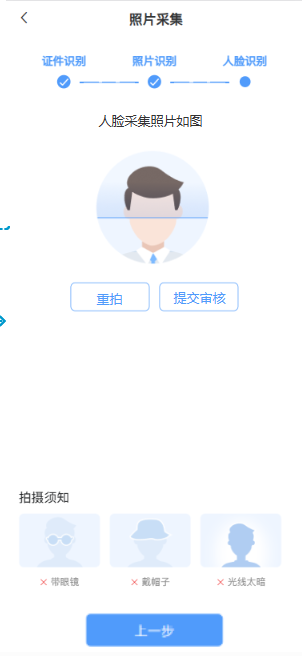 照片采集
证件识别 照片识别 人脸识别
人脸采集照片如图
重拍 提交审核
拍摄须知
× 带眼镜 × 戴帽子 × 光线太暗
上一步